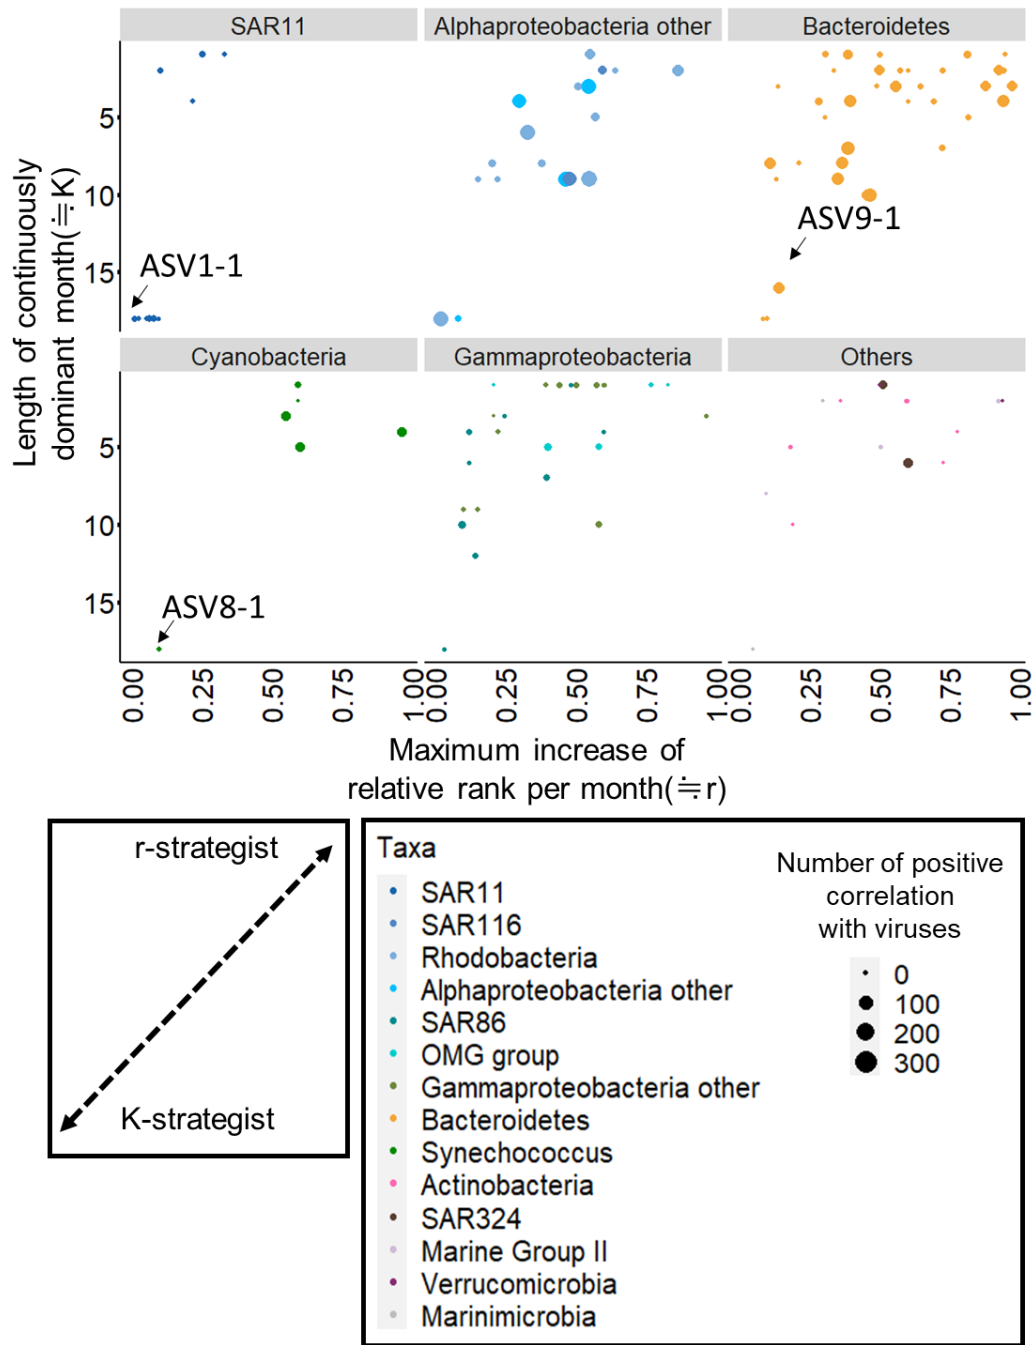 SAR11
Alphaproteobacteria other
Bacteroidetes
5
10
15
ASV1-1
ASV9-1
Length of continuously
dominant month(≒K)
Cyanobacteria
Gammaproteobacteria
Others
5
10
15
ASV8-1
0.00
0.25
0.50
0.75
1.00
0.25
0.50
0.75
1.00
0.00
0.25
0.50
0.75
1.00
Maximum increase of
relative rank per month(≒r)
r-strategist
K-strategist
Taxa
SAR11
SAR116
Rhodobacteria
Alphaproteobacteria other
SAR86
OMG group
Gammaproteobacteria other
Bacteroidetes
Synechococcus
Actinobacteria
SAR324
Marine Group II
Verrucomicrobia
Marinimicrobia
Number of positive
correlation
with viruses
0
100
200
300